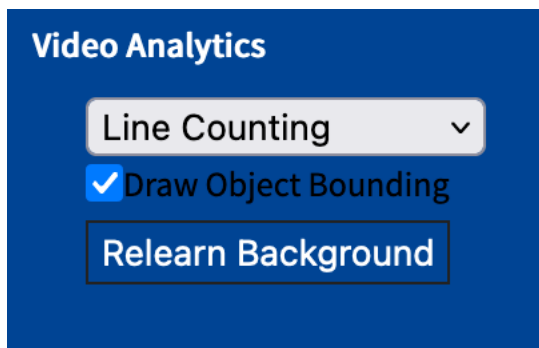 Video Analytics
Line Counting
Draw Object Bounding
Relearn Background